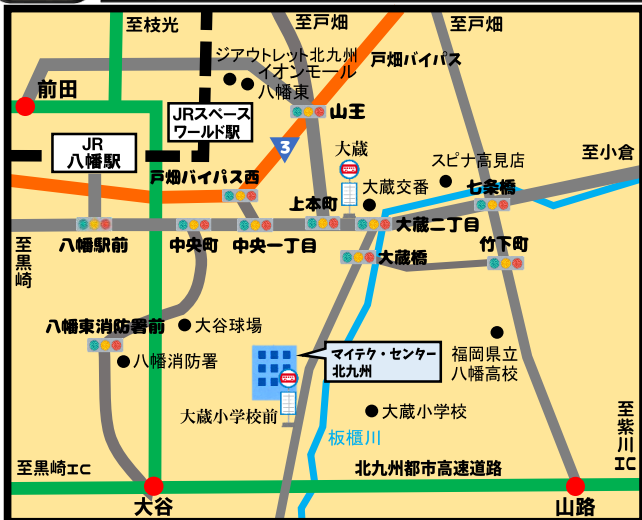 至枝光
至戸畑
至戸畑
ジアウトレット北九州
イオンモール
八幡東
戸畑バイパス
前田
JRスペース
ワールド駅
山王
JR
八幡駅
3
大蔵
スピナ高見店
至小倉
戸畑バイパス西
大蔵交番
七条橋
上本町
大蔵二丁目
至黒崎
八幡駅前
中央町
中央一丁目
大蔵橋
竹下町
八幡東消防署前
大谷球場
八幡消防署
マイテク・センター
北九州
福岡県立
八幡高校
大蔵小学校前
大蔵小学校
板櫃川
至紫川IC
至黒崎IC
北九州都市高速道路
大谷
山路